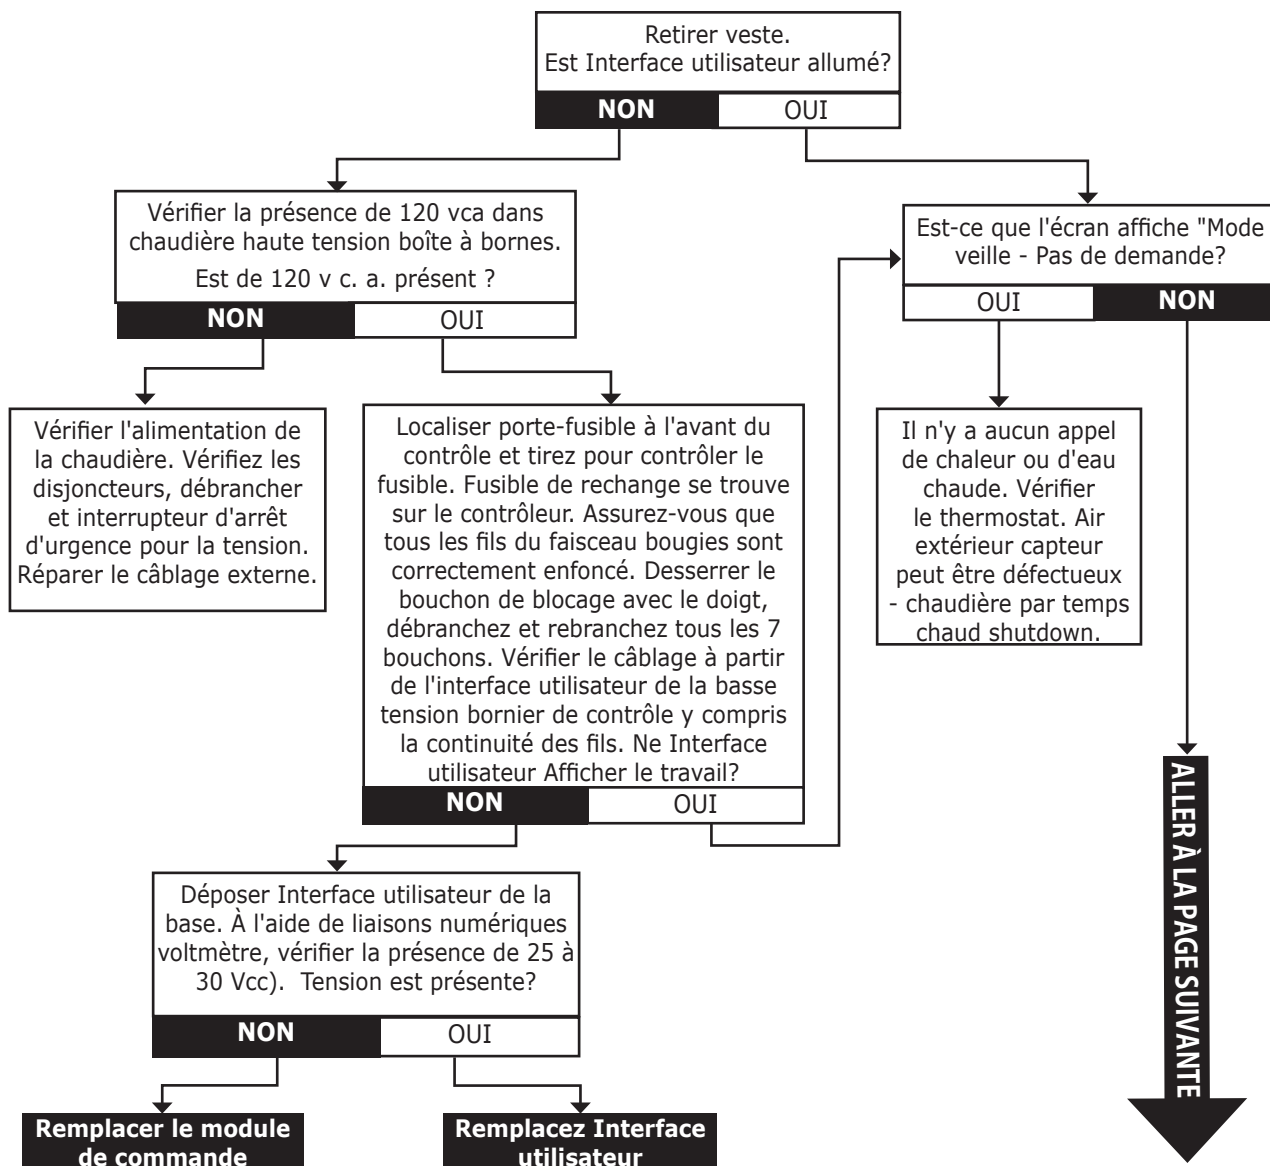 Retirer veste.
Est Interface utilisateur allumé?
NON
OUI
Vérifier la présence de 120 vca dans
chaudière haute tension boîte à bornes.
Est de 120 v c. a. présent ?
NON
OUI
Est-ce que l'écran affiche "Mode
veille - Pas de demande?
OUI
NON
Vérifier l'alimentation de
la chaudière. Vérifiez les
disjoncteurs, débrancher
et interrupteur d'arrêt
d'urgence pour la tension.
Réparer le câblage externe.
Localiser porte-fusible à l'avant du
contrôle et tirez pour contrôler le
fusible. Fusible de rechange se trouve
sur le contrôleur. Assurez-vous que
tous les fils du faisceau bougies sont
correctement enfoncé. Desserrer le
bouchon de blocage avec le doigt,
débranchez et rebranchez tous les 7
bouchons. Vérifier le câblage à partir
de l'interface utilisateur de la basse
tension bornier de contrôle y compris
la continuité des fils. Ne Interface
utilisateur Afficher le travail?
NON
OUI
Il n'y a aucun appel
de chaleur ou d'eau
chaude. Vérifier
le thermostat. Air
extérieur capteur
peut être défectueux
- chaudière par temps
chaud shutdown.
ALLER À LA PAGE SUIVANTE
Déposer Interface utilisateur de la
base. À l'aide de liaisons numériques
voltmètre, vérifier la présence de 25 à
30 Vcc).  Tension est présente?
NON
OUI
Remplacer le module
de commande
Remplacez Interface
utilisateur